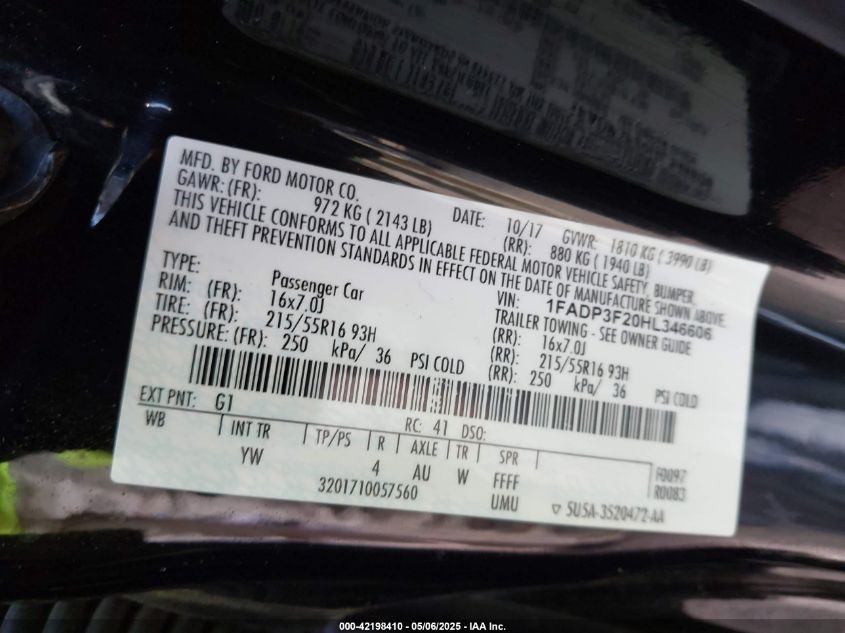 MFD. BY FORD MOTOR CO.
DATE: 10/17 GVWR: 1810 KG ( 3990 LB)
GAWR: (FR): 972 KG ( 2143 LB) (RR): 880 KG ( 1940 LB)
THIS VEHICLE CONFORMS TO ALL APPLICABLE FEDERAL MOTOR VEHICLE SAFETY, BUMPER,
AND THEFT PREVENTION STANDARDS IN EFFECT ON THE DATE OF MANUFACTURE SHOWN ABOVE.
VIN: 1FADP3F20HL346606
TYPE: Passenger Car TRAILER TOWING - SEE OWNER GUIDE
RIM: (FR): 16x7.0J (RR): 16x7.0J
TIRE: (FR): 215/55R16 93H (RR): 215/55R16 93H
PRESSURE: (FR): 250 kPa/ 36 PSI COLD (RR): 250 kPa/ 36 PSI COLD
EXT PNT: G1 RC: 41 DSO:
WB INT TR TP/PS R AXLE TR SPR
YW 4 AU W FFFF
UMU
F0097
R0083
3201710057560
▽ 5U5A-3520472-AA
000-42198410 - 05/06/2025 - IAA Inc.